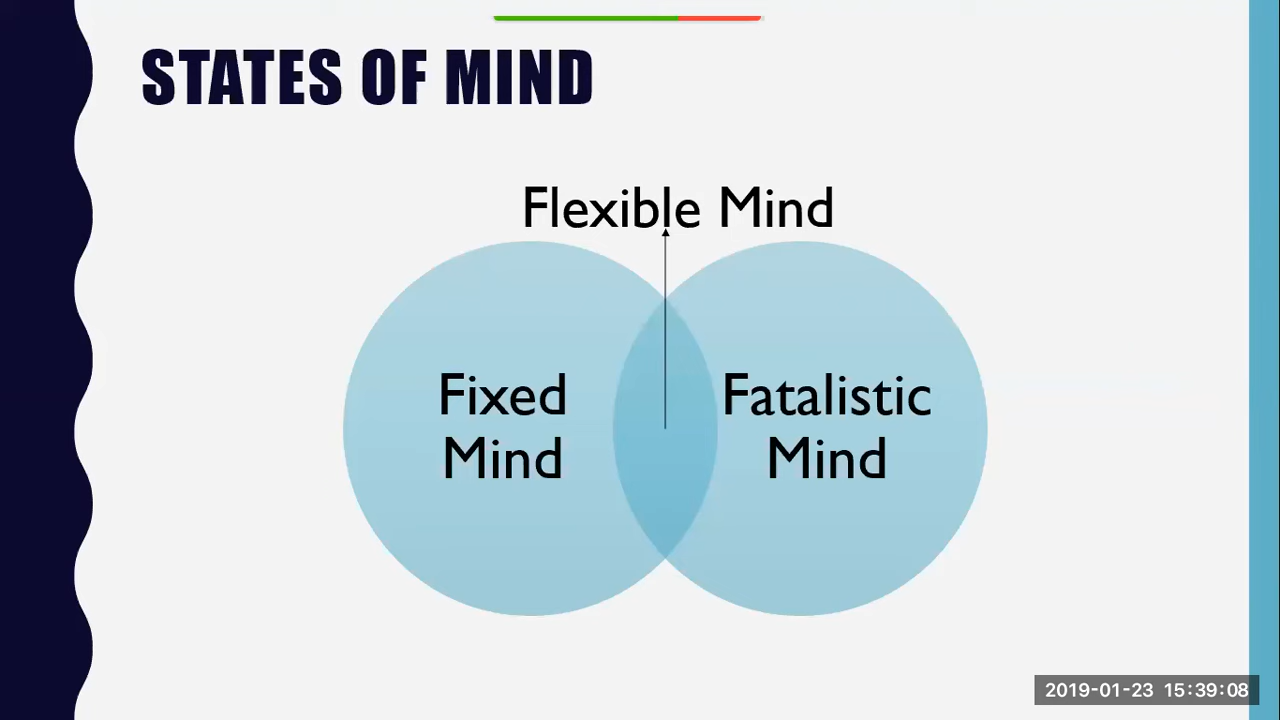 STATES OF MIND
Flexible Mind
Fixed
Mind
Fatalistic
Mind
2019-01-23 15:39:08